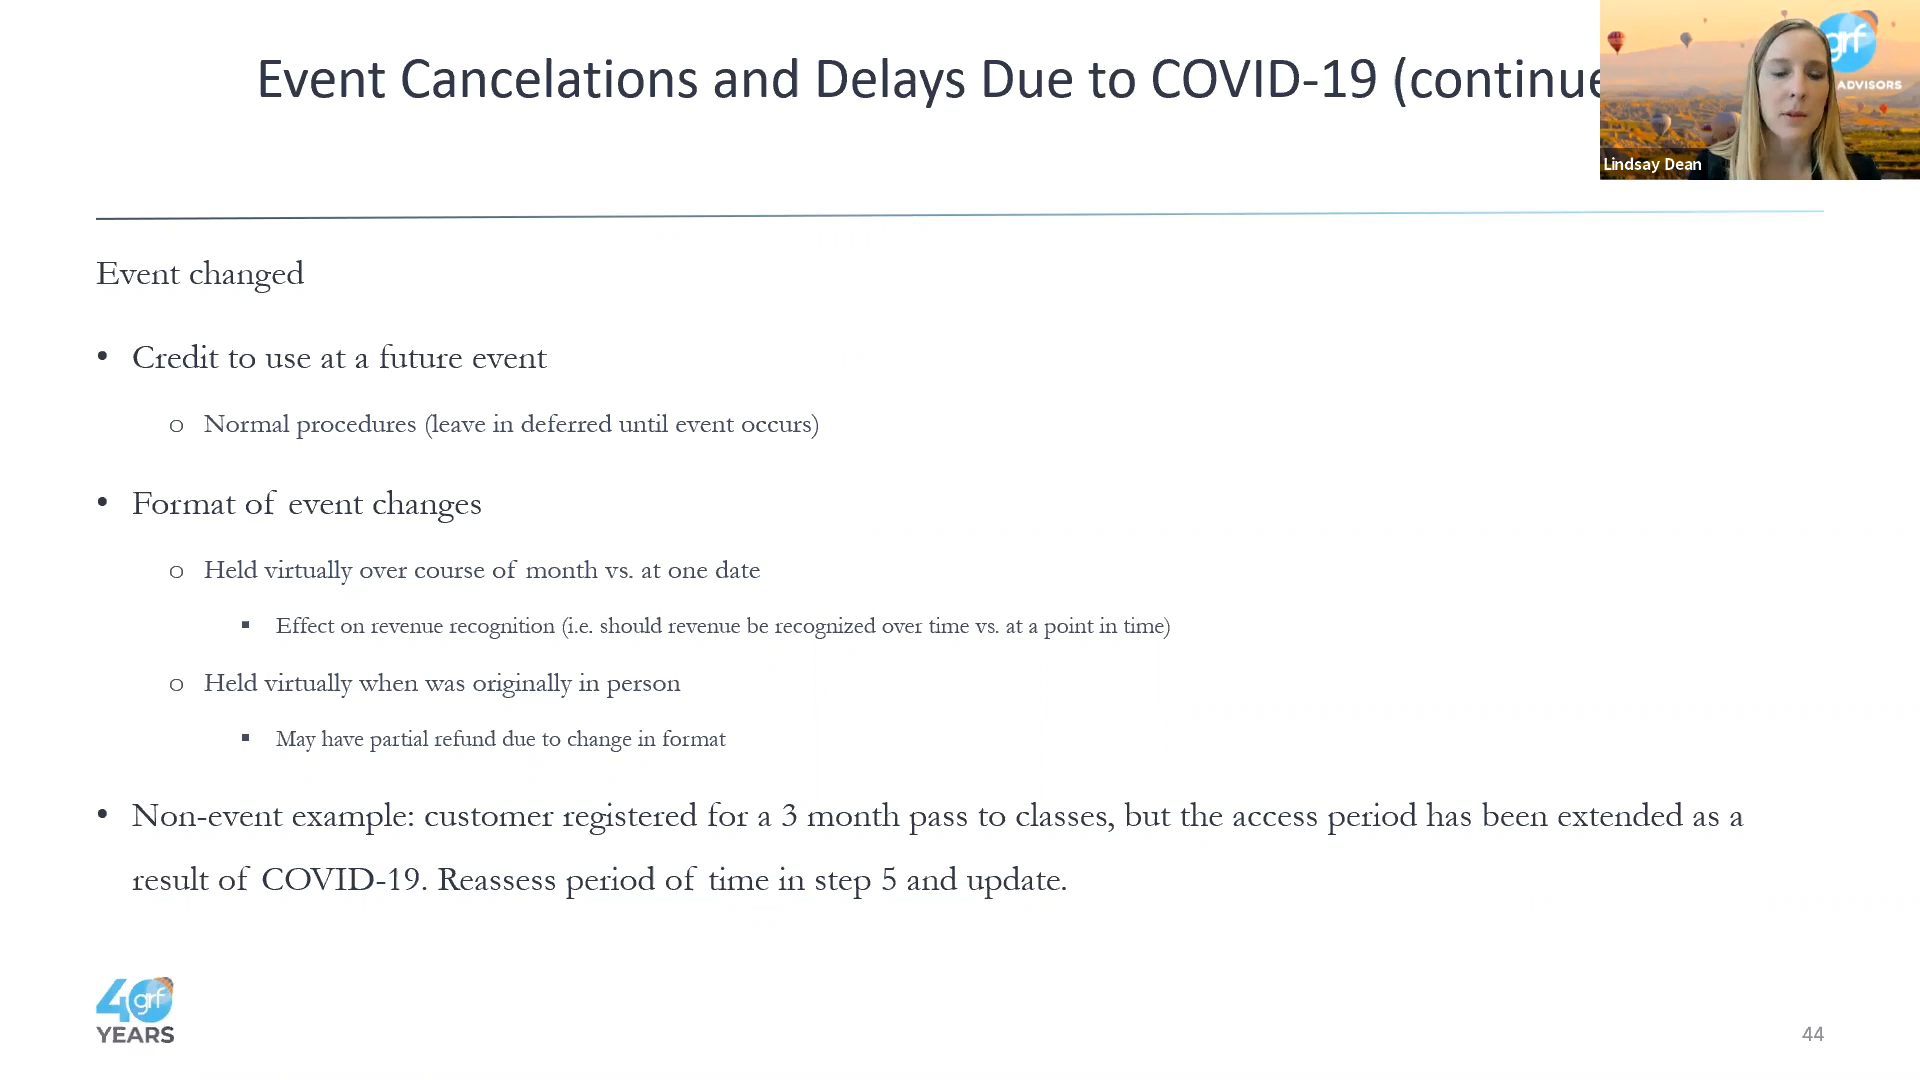 Event Cancelations and Delays Due to COVID-19 (continue
grf
ADVISORS
Lindsay Dean
Event changed
• Credit to use at a future event
o Normal procedures (leave in deferred until event occurs)
• Format of event changes
o Held virtually over course of month vs. at one date
▪ Effect on revenue recognition (i.e. should revenue be recognized over time vs. at a point in time)
o Held virtually when was originally in person
▪ May have partial refund due to change in format
• Non-event example: customer registered for a 3 month pass to classes, but the access period has been extended as a
result of COVID-19. Reassess period of time in step 5 and update.
40 grf
YEARS
44